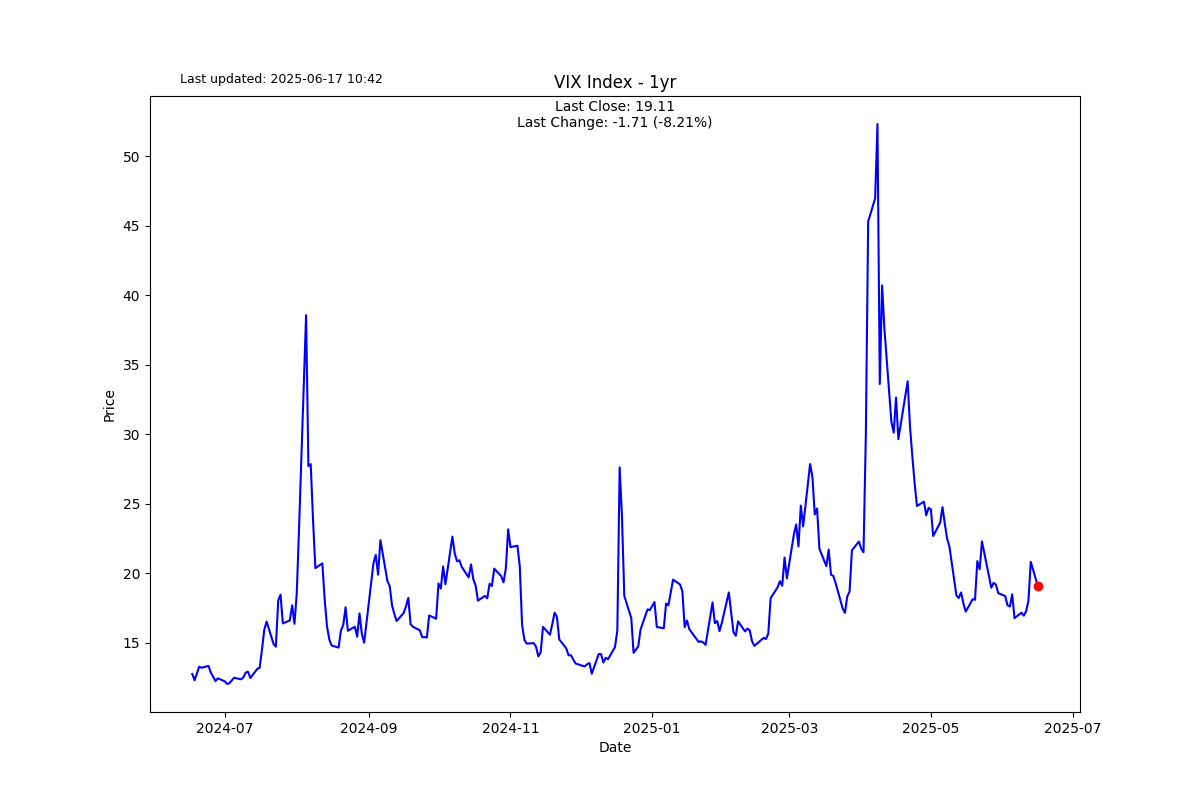 Last updated: 2025-06-17 10:42
VIX Index - 1yr
Last Close: 19.11
Last Change: -1.71 (-8.21%)
50
45
40
35
30
25
20
15
Price
2024-07
2024-09
2024-11
2025-01
2025-03
2025-05
2025-07
Date